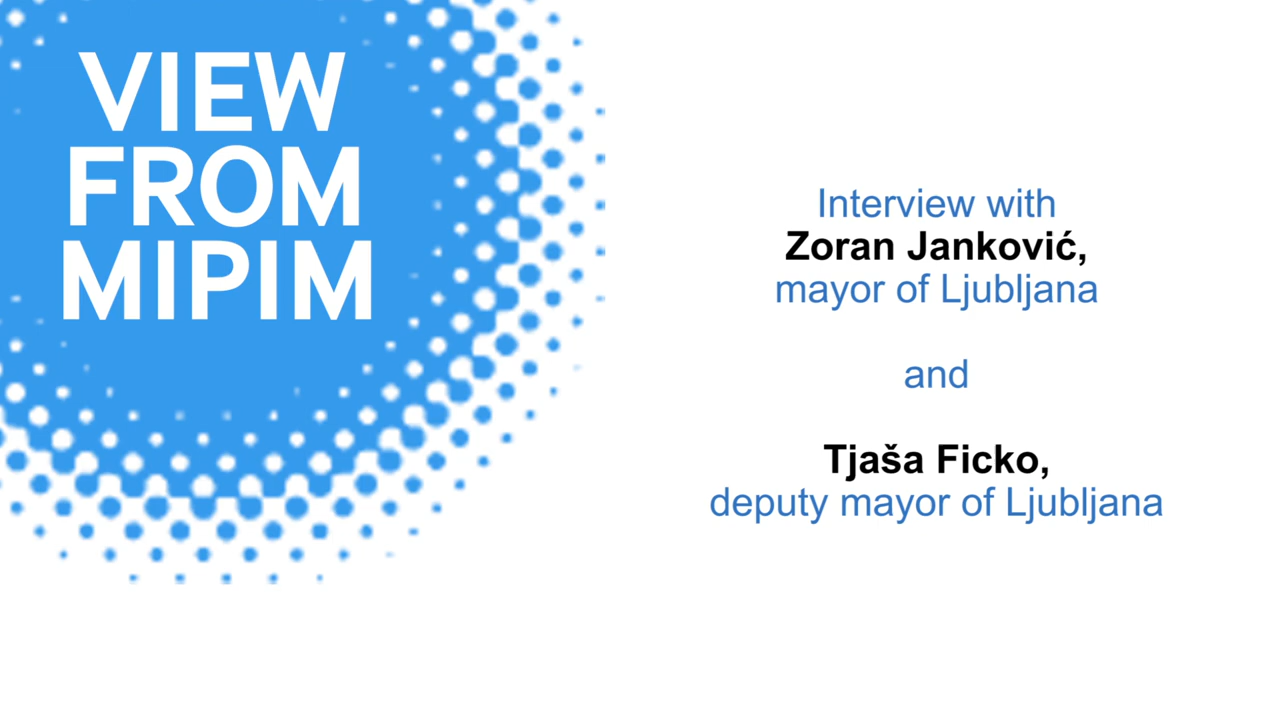 VIEW
FROM
MIPIM
Interview with
Zoran Janković,
mayor of Ljubljana
and
Tjaša Ficko,
deputy mayor of Ljubljana